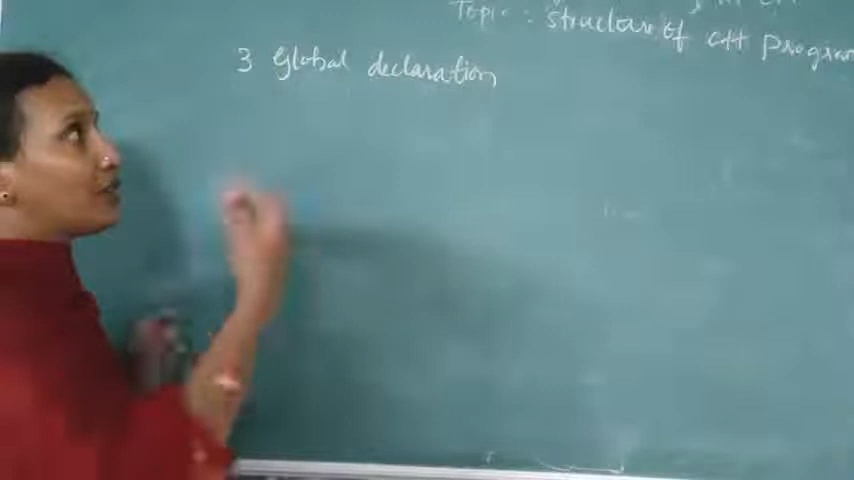 Topic : structure of C++ Program
3 Global declaration